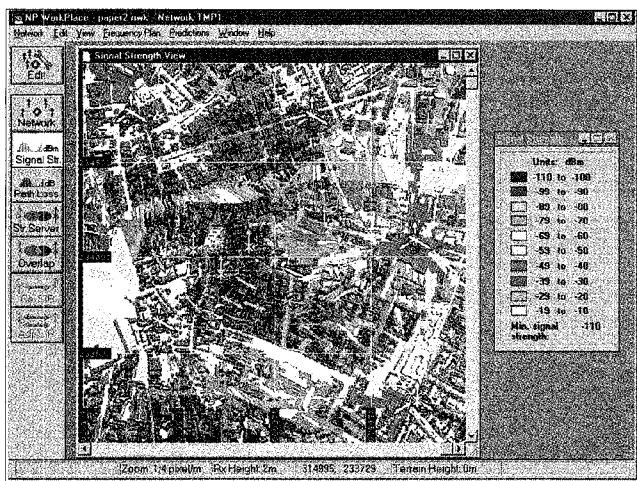 NP WorkPlace - paper2.nwk - Network TMP1
Network Edit View Frequency Plan Predictions Window Help
Edit
Network
Signal Str.
Path Loss
Str.Server
Overlap
Signal Strength View
Units: dBm
-110 to -100
-99 to -90
-89 to -80
-79 to -70
-69 to -60
-59 to -50
-49 to -40
-39 to -30
-29 to -20
-19 to -10
Min. signal -110
strength:
Zoom 1:4 pixel/m Rx Height: 2m 314895, 233729 Terrain Height: 0m